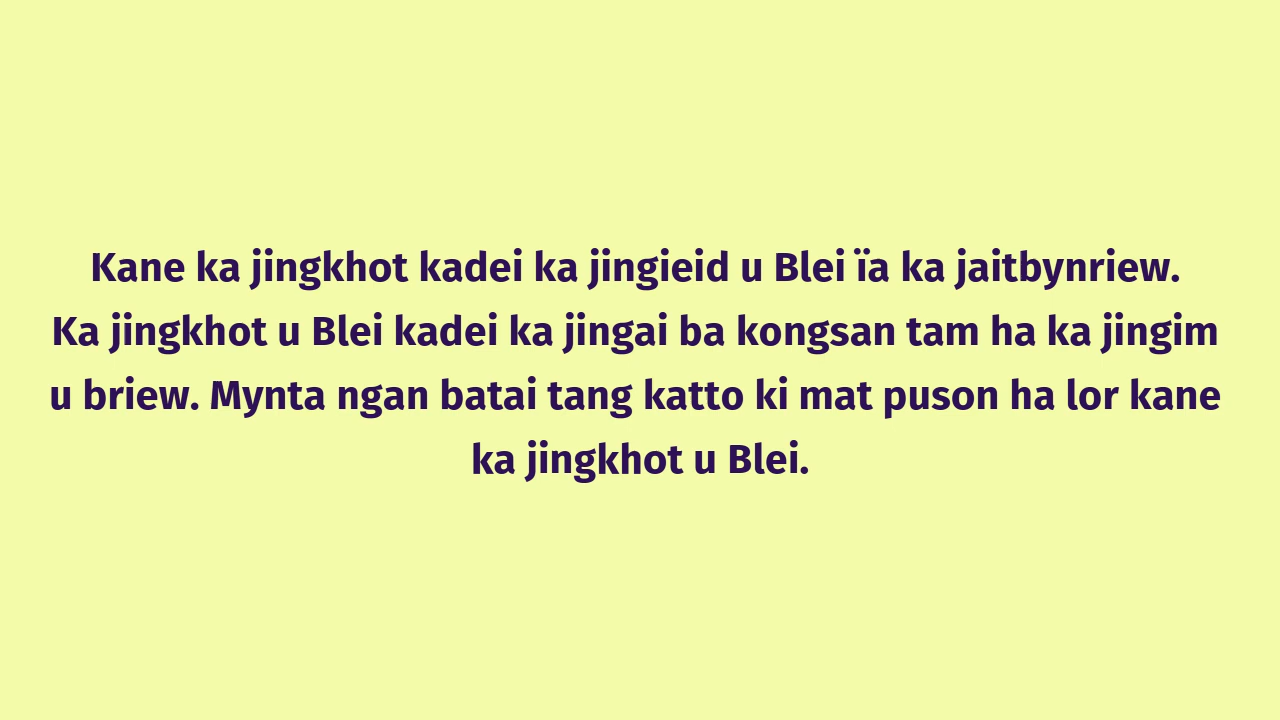 Kane ka jingkhot kadei ka jingieid u Blei ïa ka jaitbynriew.
Ka jingkhot u Blei kadei ka jingai ba kongsan tam ha ka jingim
u briew. Mynta ngan batai tang katto ki mat puson ha lor kane
ka jingkhot u Blei.